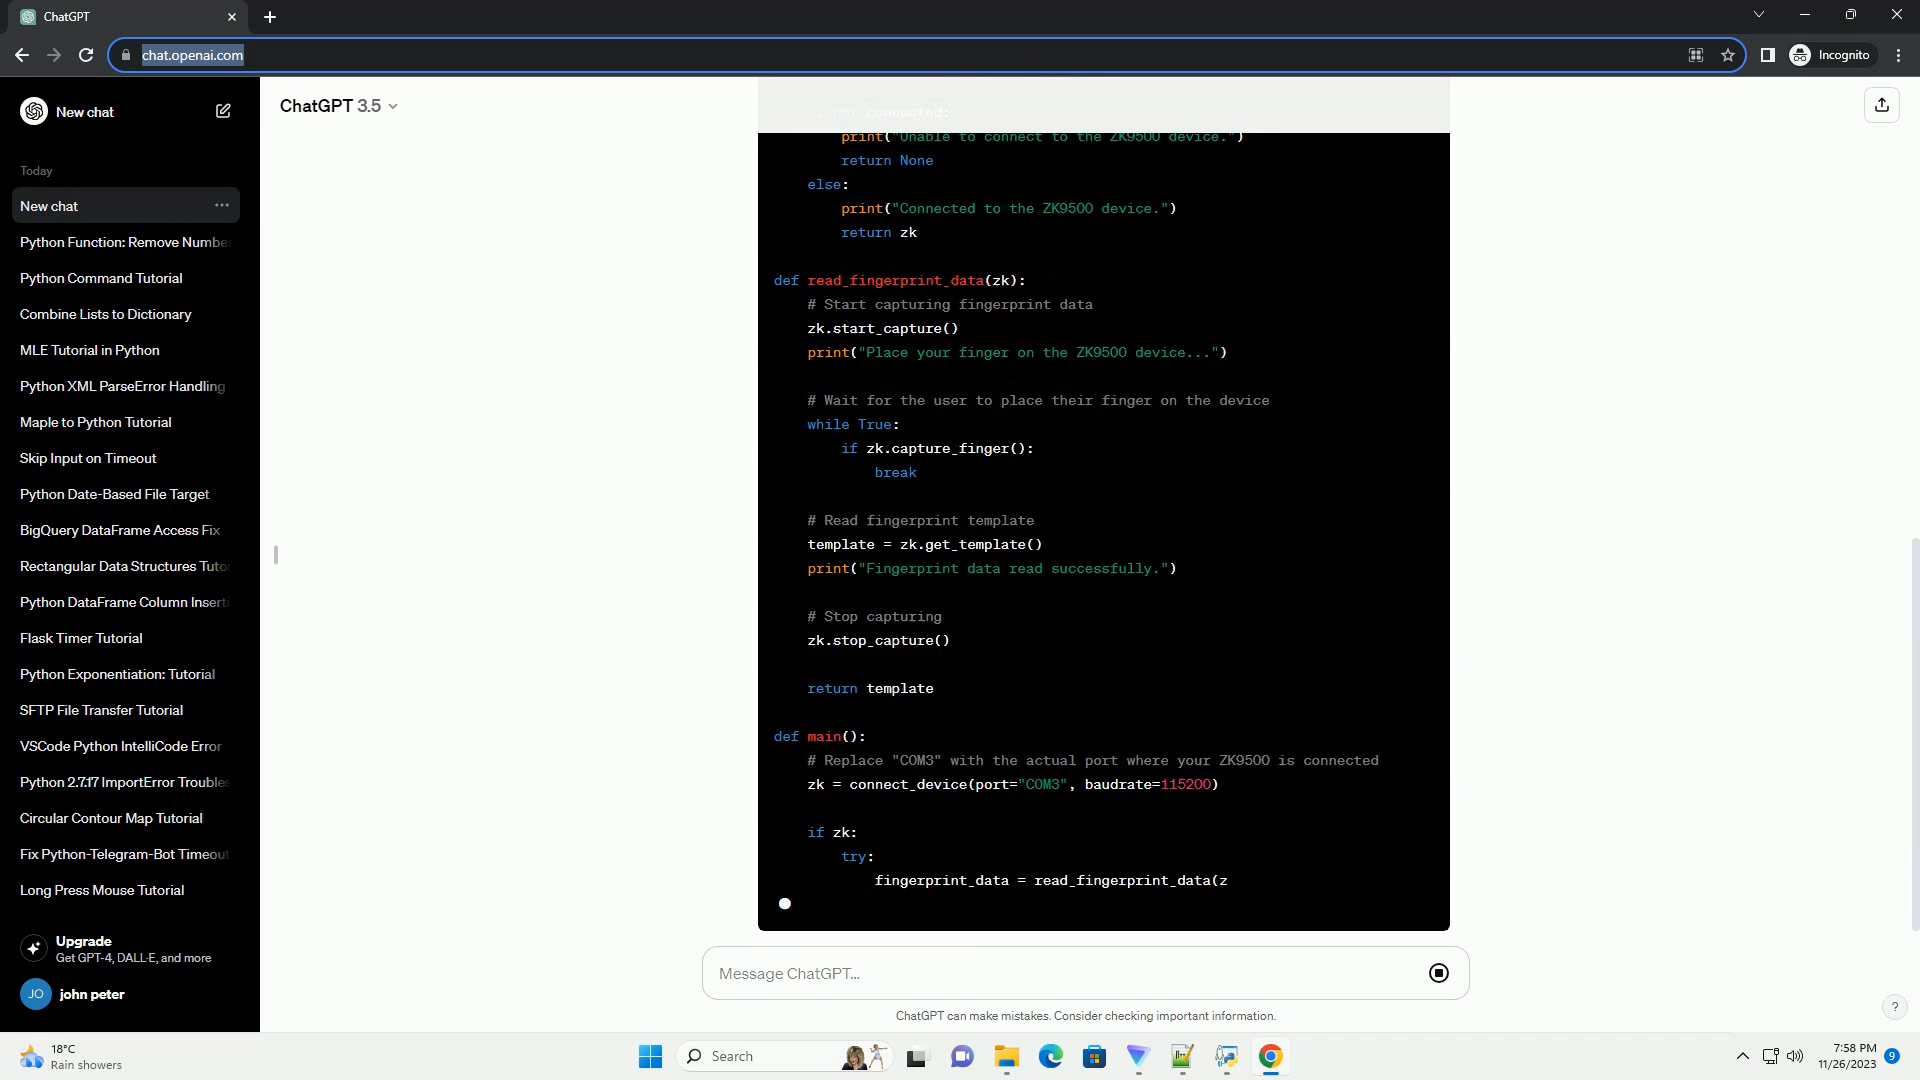 ChatGPT
chat.openai.com
Incognito
New chat
ChatGPT 3.5
Today
New chat
Python Function: Remove Numbe
Python Command Tutorial
Combine Lists to Dictionary
MLE Tutorial in Python
Python XML ParseError Handling
Maple to Python Tutorial
Skip Input on Timeout
Python Date-Based File Target
BigQuery DataFrame Access Fix
Rectangular Data Structures Tuto
Python DataFrame Column Insert
Flask Timer Tutorial
Python Exponentiation: Tutorial
SFTP File Transfer Tutorial
VSCode Python IntelliCode Error
Python 2.7.17 ImportError Troubles
Circular Contour Map Tutorial
Fix Python-Telegram-Bot Timeout
Long Press Mouse Tutorial
Upgrade
Get GPT-4, DALL·E, and more
JO
john peter
connected:
print("Unable to connect to the ZK9500 device.")
return None
else:
print("Connected to the ZK9500 device.")
return zk
def read_fingerprint_data(zk):
# Start capturing fingerprint data
zk.start_capture()
print("Place your finger on the ZK9500 device...")
# Wait for the user to place their finger on the device
while True:
if zk.capture_finger():
break
# Read fingerprint template
template = zk.get_template()
print("Fingerprint data read successfully.")
# Stop capturing
zk.stop_capture()
return template
def main():
# Replace "COM3" with the actual port where your ZK9500 is connected
zk = connect_device(port="COM3", baudrate=115200)
if zk:
try:
fingerprint_data = read_fingerprint_data(z
Message ChatGPT...
ChatGPT can make mistakes. Consider checking important information.
?
18°C
Rain showers
Search
7:58 PM
11/26/2023
9